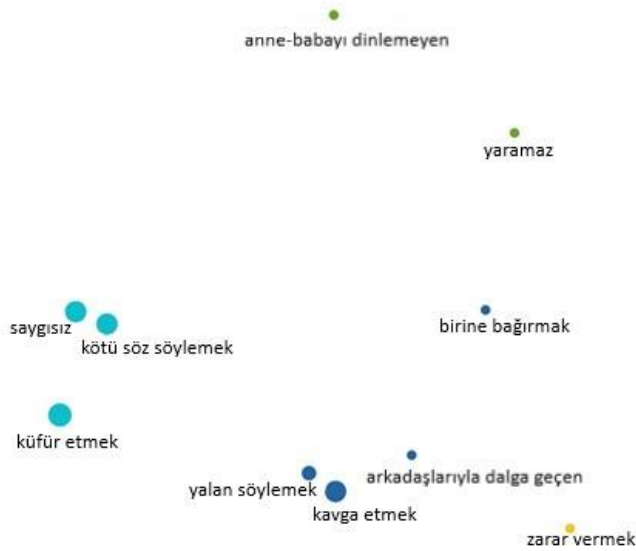 anne-babayı dinlemeyen
yaramaz
saygısız
kötü söz söylemek
birine bağırmak
küfür etmek
yalan söylemek
arkadaşlarıyla dalga geçen
kavga etmek
zarar vermek